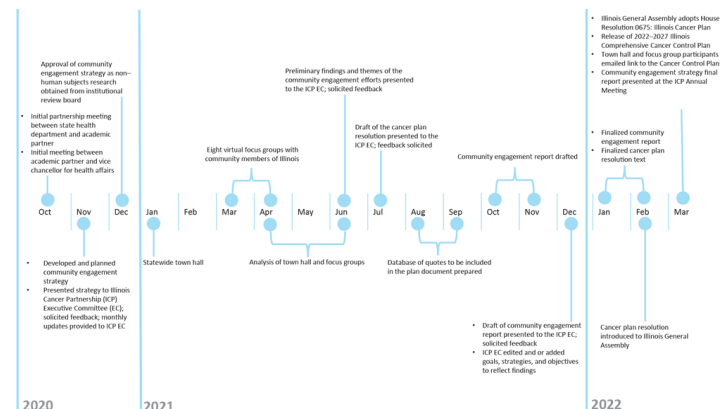 Approval of community
engagement strategy as non–
human subjects research
obtained from institutional
review board
• Initial partnership meeting
between state health
department and academic
partner
• Initial meeting between
academic partner and vice
chancellor for health affairs
Eight virtual focus groups with
community members of Illinois
Preliminary findings and themes of the
community engagement efforts presented
to the ICP EC; solicited feedback
Draft of the cancer plan
resolution presented to the
ICP EC; feedback solicited
Community engagement report drafted
• Illinois General Assembly adopts House
Resolution 0675: Illinois Cancer Plan
• Release of 2022–2027 Illinois
Comprehensive Cancer Control Plan
• Town hall and focus group participants
emailed link to the Cancer Control Plan
• Community engagement strategy final
report presented at the ICP Annual
Meeting
• Finalized community
engagement report
• Finalized cancer plan
resolution text
Oct Nov Dec Jan Feb Mar Apr May Jun Jul Aug Sep Oct Nov Dec Jan Feb Mar
• Developed and planned
community engagement
strategy
• Presented strategy to Illinois
Cancer Partnership (ICP)
Executive Committee (EC);
solicited feedback; monthly
updates provided to ICP EC
Statewide town hall
Analysis of town hall and focus groups
Database of quotes to be included
in the plan document prepared
• Draft of community engagement
report presented to the ICP EC;
solicited feedback
• ICP EC edited and or added
goals, strategies, and objectives
to reflect findings
Cancer plan resolution
introduced to Illinois General
Assembly
2020 2021 2022